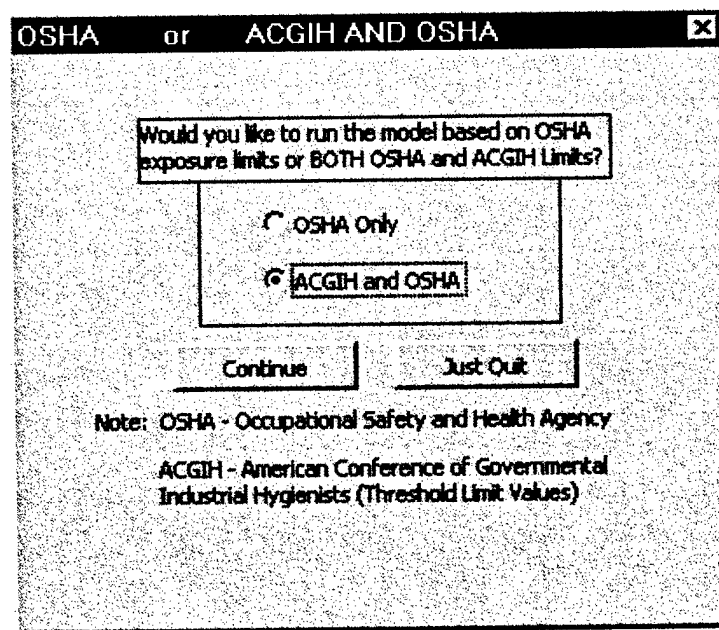 OSHA or ACGIH AND OSHA
Would you like to run the model based on OSHA
exposure limits or BOTH OSHA and ACGIH Limits?
OSHA Only
ACGIH and OSHA
Continue Just Quit
Note: OSHA - Occupational Safety and Health Agency
ACGIH - American Conference of Governmental
Industrial Hygienists (Threshold Limit Values)